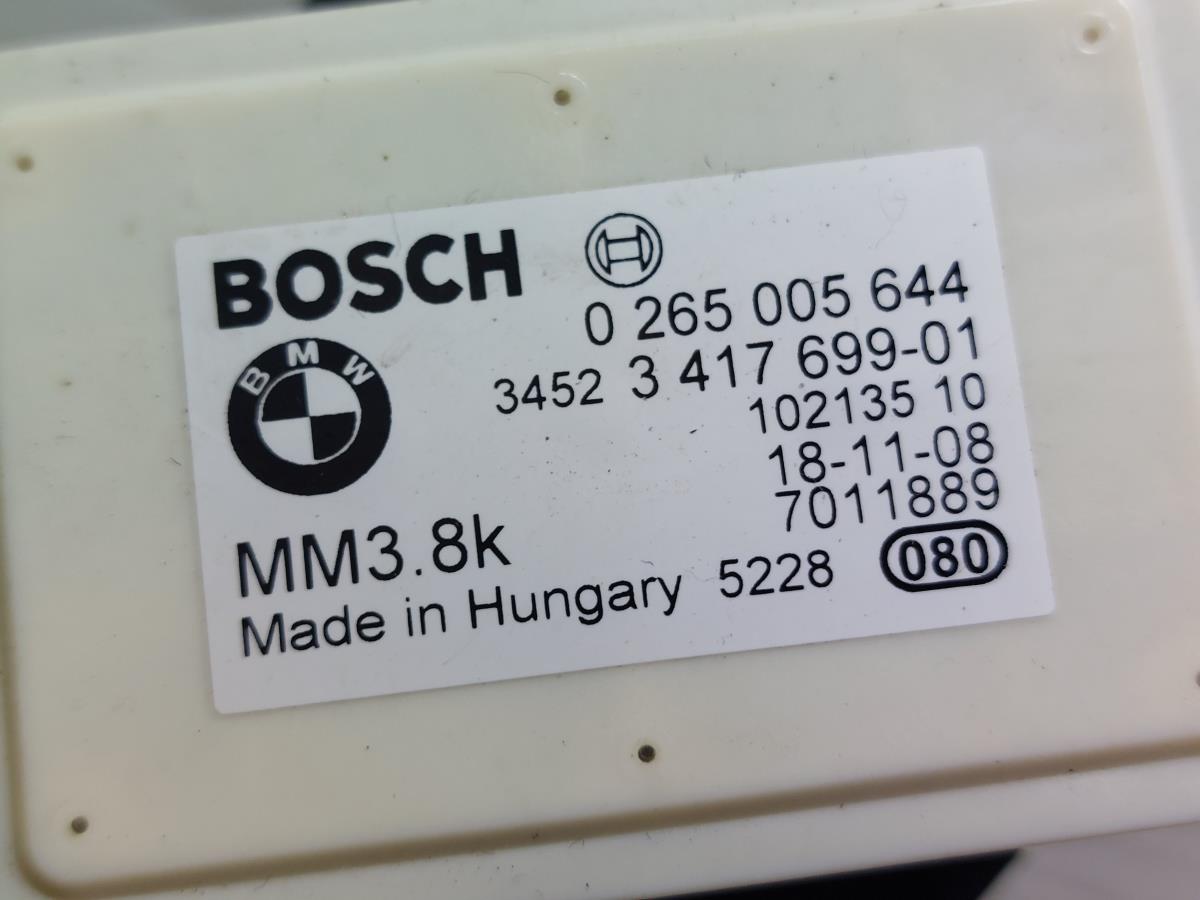 BOSCH
0 265 005 644
BMW
3452 3 417 699-01
102135 10
18-11-08
7011889
MM3.8k
Made in Hungary 5228 080